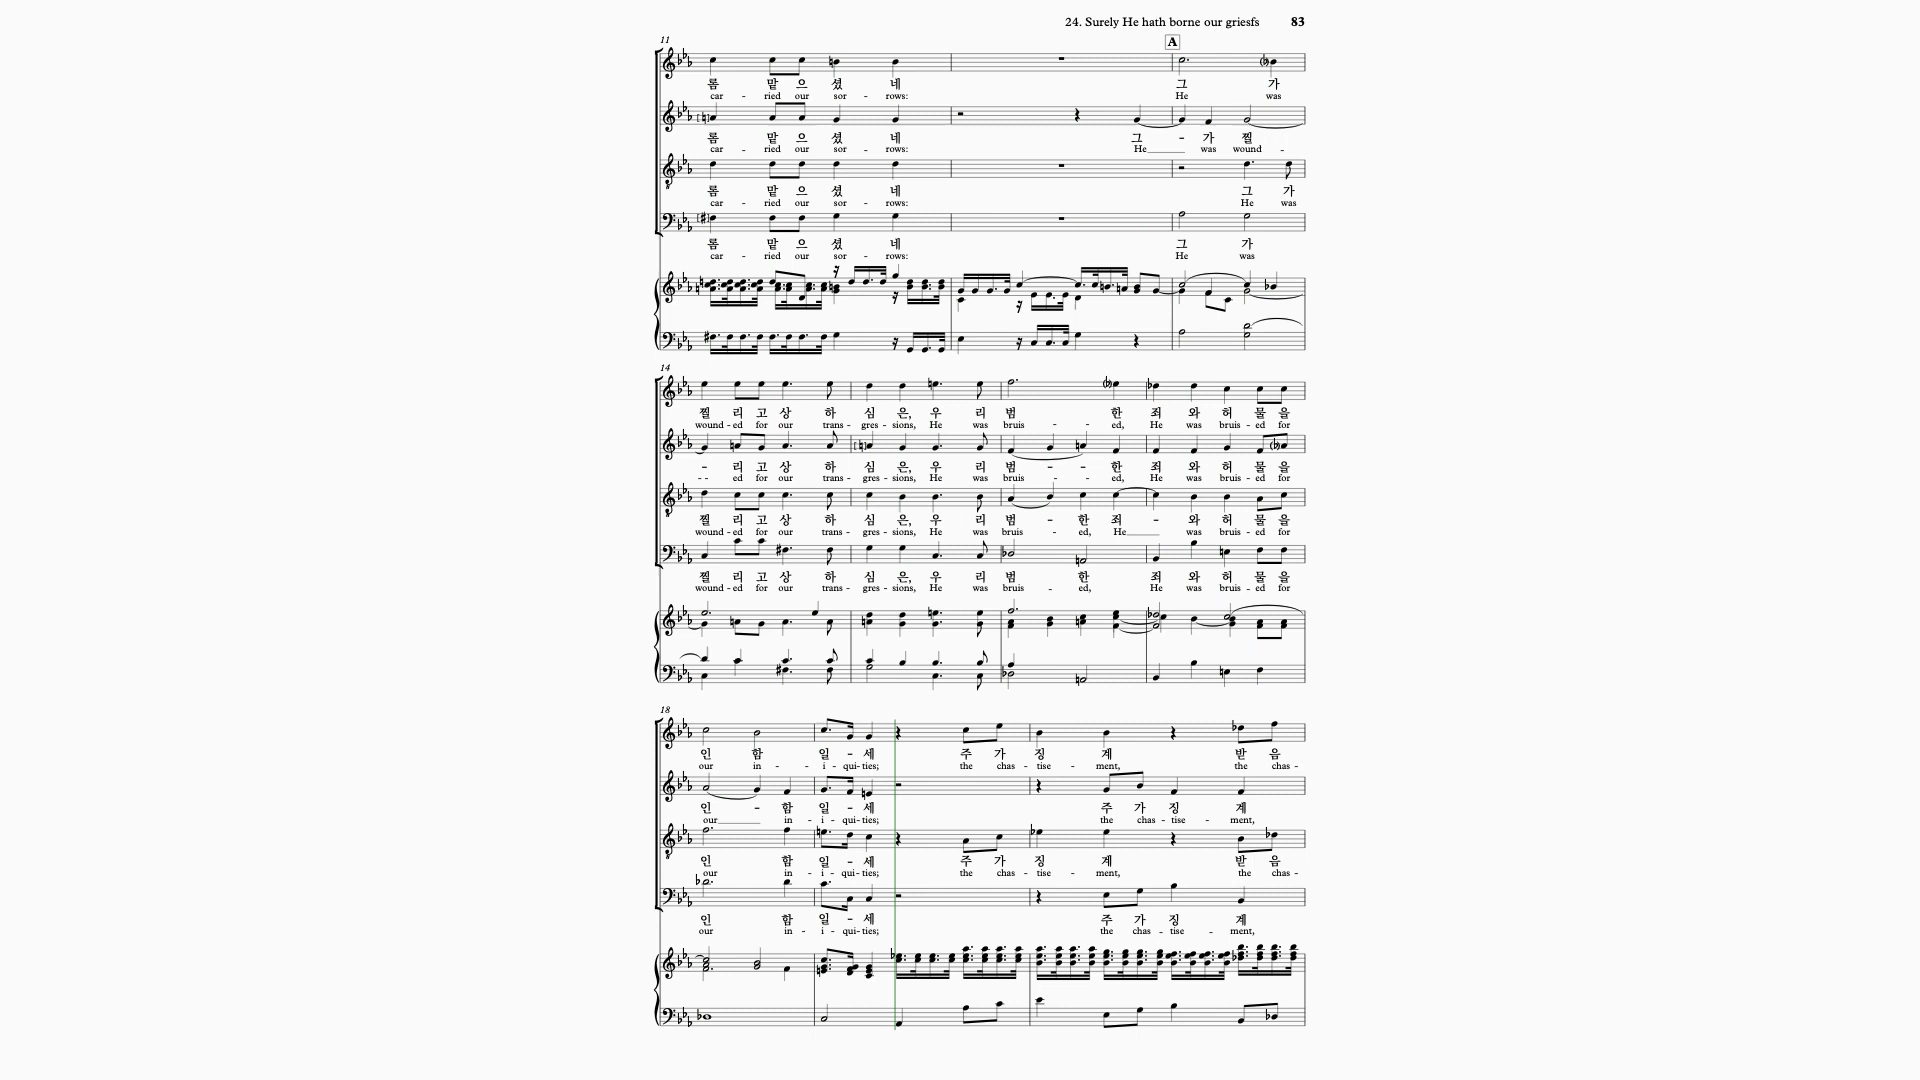 24. Surely He hath borne our griesfs 83
11
A
롬 맡 으 셨 네 그 가
car - ried our sor - rows: He was
롬 맡 으 셨 네 그 - 가 찔
car - ried our sor - rows: He was wound -
롬 맡 으 셨 네 그 가
car - ried our sor - rows: He was
롬 맡 으 셨 네 그 가
car - ried our sor - rows: He was
14
찔 리 고 상 하 심 은, 우 리 범 한 죄 와 허 물 을
wound - ed for our trans - gres - sions, He was bruis - - ed, He was bruis - ed for
- 리 고 상 하 심 은, 우 리 범 - - 한 죄 와 허 물 을
- - ed for our trans - gres - sions, He was bruis - - ed, He was bruis - ed for
찔 리 고 상 하 심 은, 우 리 범 - 한 죄 - 와 허 물 을
wound - ed for our trans - gres - sions, He was bruis - ed, He was bruis - ed for
찔 리 고 상 하 심 은, 우 리 범 한 죄 와 허 물 을
wound - ed for our trans - gres - sions, He was bruis - ed, He was bruis - ed for
18
인 함 일 - 세 주 가 징 계 받 음
our in - - i - qui - ties; the chas - tise - ment, the chas -
인 - 함 일 - 세 주 가 징 계
our in - i - qui - ties; the chas - tise - ment,
인 함 일 - 세 주 가 징 계 받 음
our in - i - qui - ties; the chas - tise - ment, the chas -
인 함 일 - 세 주 가 징 계
our in - i - qui - ties; the chas - tise - ment,